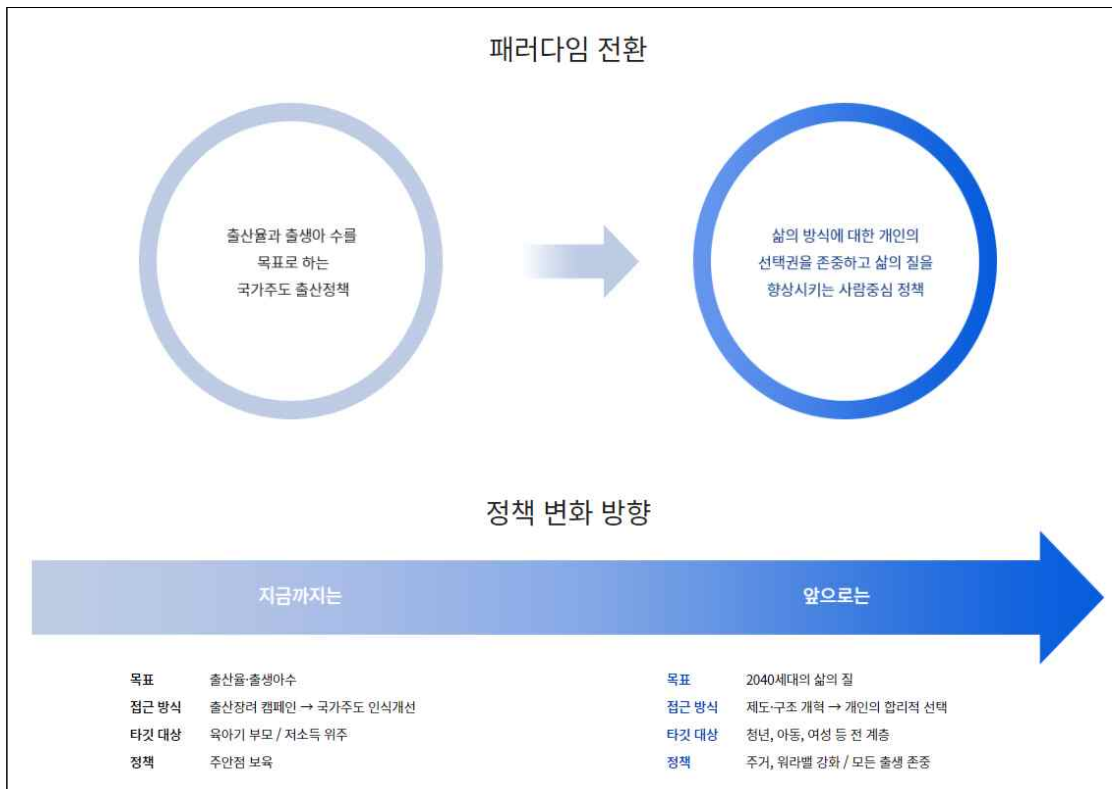 패러다임 전환
출산율과 출생아 수를
목표로 하는
국가주도 출산정책
삶의 방식에 대한 개인의
선택권을 존중하고 삶의 질을
향상시키는 사람중심 정책
정책 변화 방향
지금까지는
앞으로는
목표 출산율·출생아수
접근 방식 출산장려 캠페인 → 국가주도 인식개선
타깃 대상 육아기 부모 / 저소득 위주
정책 주안점 보육
목표 2040세대의 삶의 질
접근 방식 제도·구조 개혁 → 개인의 합리적 선택
타깃 대상 청년, 아동, 여성 등 전 계층
정책 주거, 워라밸 강화 / 모든 출생 존중